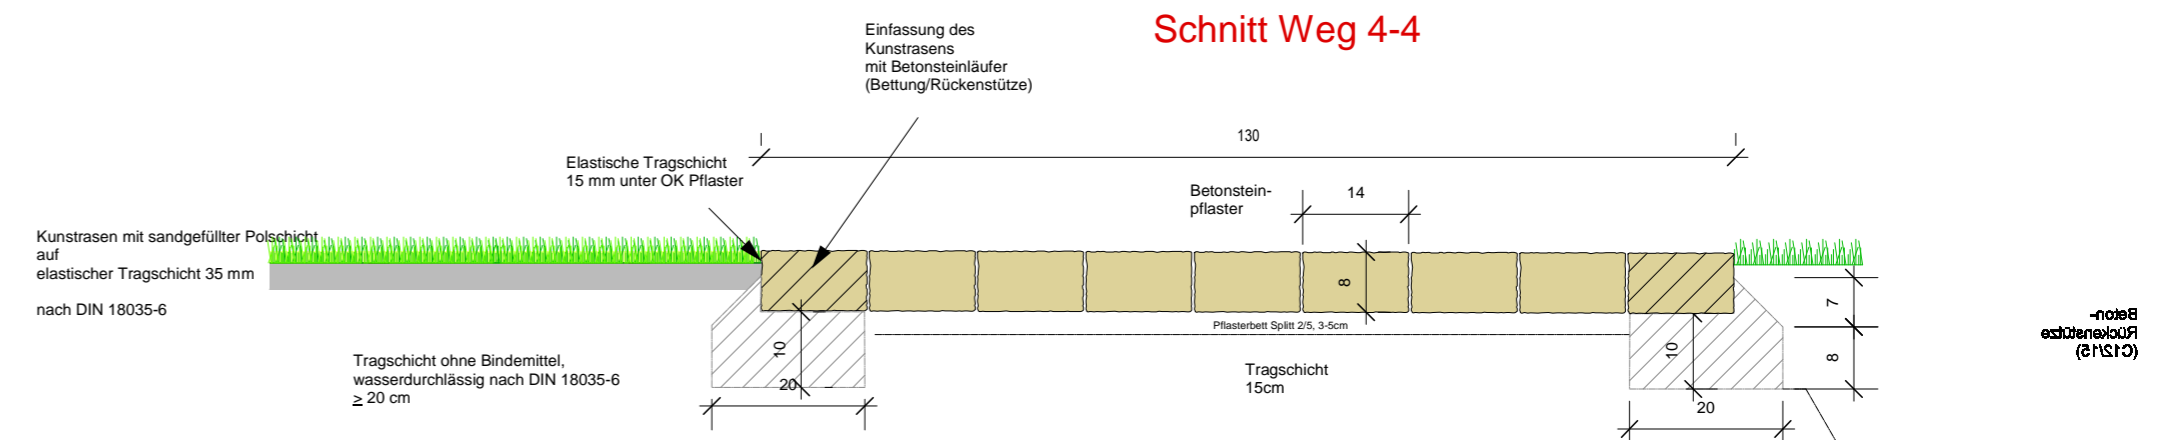 Schnitt Weg 4-4
Einfassung des
Kunstrasens
mit Betonsteinläufer
(Bettung/Rückenstütze)
130
Elastische Tragschicht
15 mm unter OK Pflaster
Betonstein-
pflaster
14
Kunstrasen mit sandgefüllter Polschicht
auf
elastischer Tragschicht 35 mm
nach DIN 18035-6
8
7
Beton-
Rückenstütze
(C12/15)
Pflasterbett Splitt 2/5, 3-5cm
10
10
8
Tragschicht ohne Bindemittel,
wasserdurchlässig nach DIN 18035-6
≥ 20 cm
20
Tragschicht
15cm
20